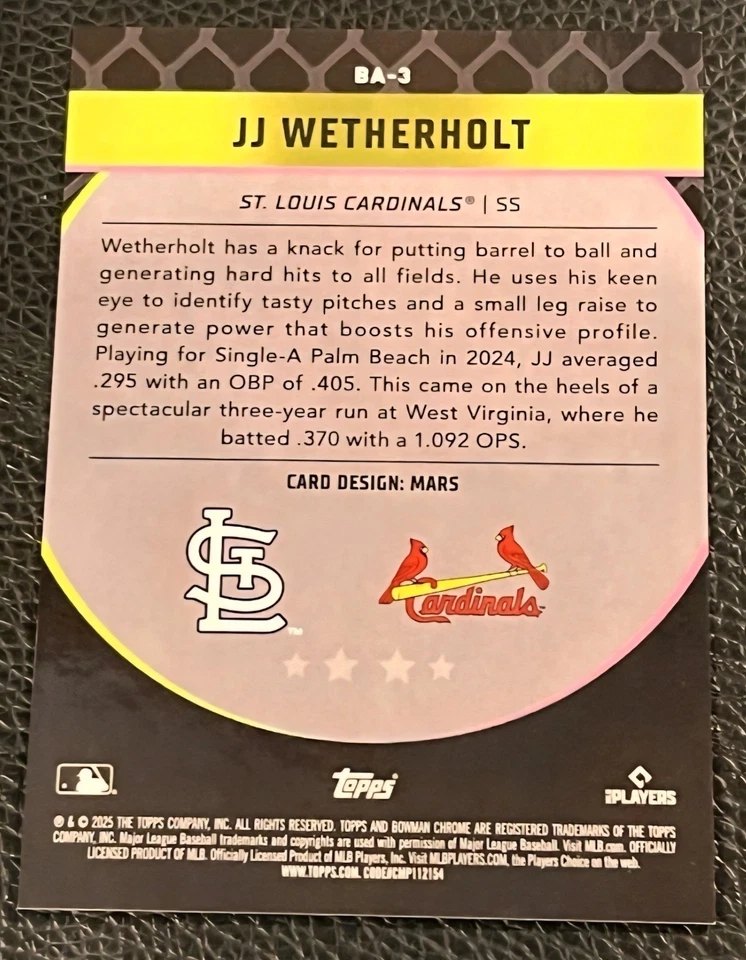 BA-3
JJ WETHERHOLT
ST. LOUIS CARDINALS® | SS
Wetherholt has a knack for putting barrel to ball and
generating hard hits to all fields. He uses his keen
eye to identify tasty pitches and a small leg raise to
generate power that boosts his offensive profile.
Playing for Single-A Palm Beach in 2024, JJ averaged
.295 with an OBP of .405. This came on the heels of a
spectacular three-year run at West Virginia, where he
batted .370 with a 1.092 OPS.
CARD DESIGN: MARS
STL™
Cardinals
Topps
PLAYERS
® & © 2025 THE TOPPS COMPANY, INC. ALL RIGHTS RESERVED. TOPPS AND BOWMAN CHROME ARE REGISTERED TRADEMARKS OF THE TOPPS
COMPANY, INC. Major League Baseball trademarks and copyrights are used with permission of Major League Baseball. Visit MLB.com. OFFICIALLY
LICENSED PRODUCT OF MLB. Officially Licensed Product of MLB Players, Inc. Visit MLBPLAYERS.COM, the Players Choice on the web.
WWW.TOPPS.COM. CODE#CMP112154